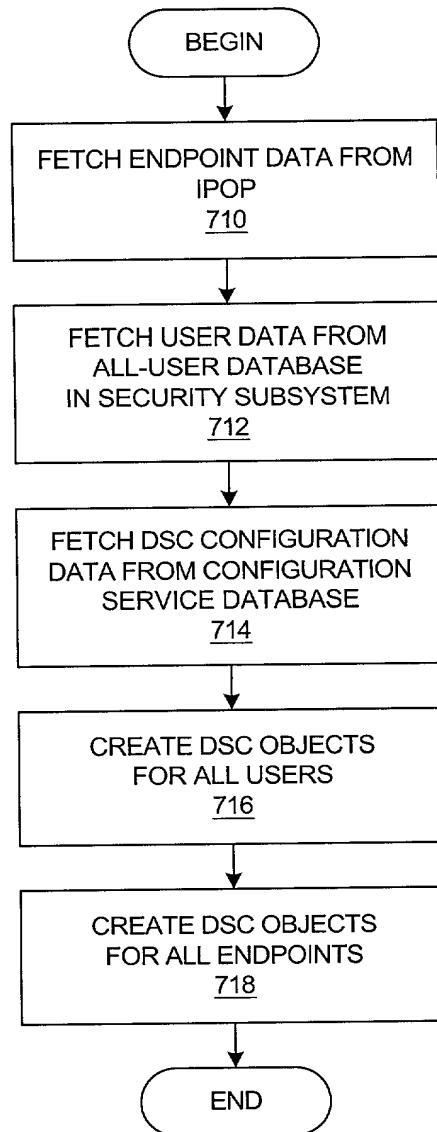 BEGIN
FETCH ENDPOINT DATA FROM
IPOP
710
FETCH USER DATA FROM
ALL-USER DATABASE
IN SECURITY SUBSYSTEM
712
FETCH DSC CONFIGURATION
DATA FROM CONFIGURATION
SERVICE DATABASE
714
CREATE DSC OBJECTS
FOR ALL USERS
716
CREATE DSC OBJECTS
FOR ALL ENDPOINTS
718
END